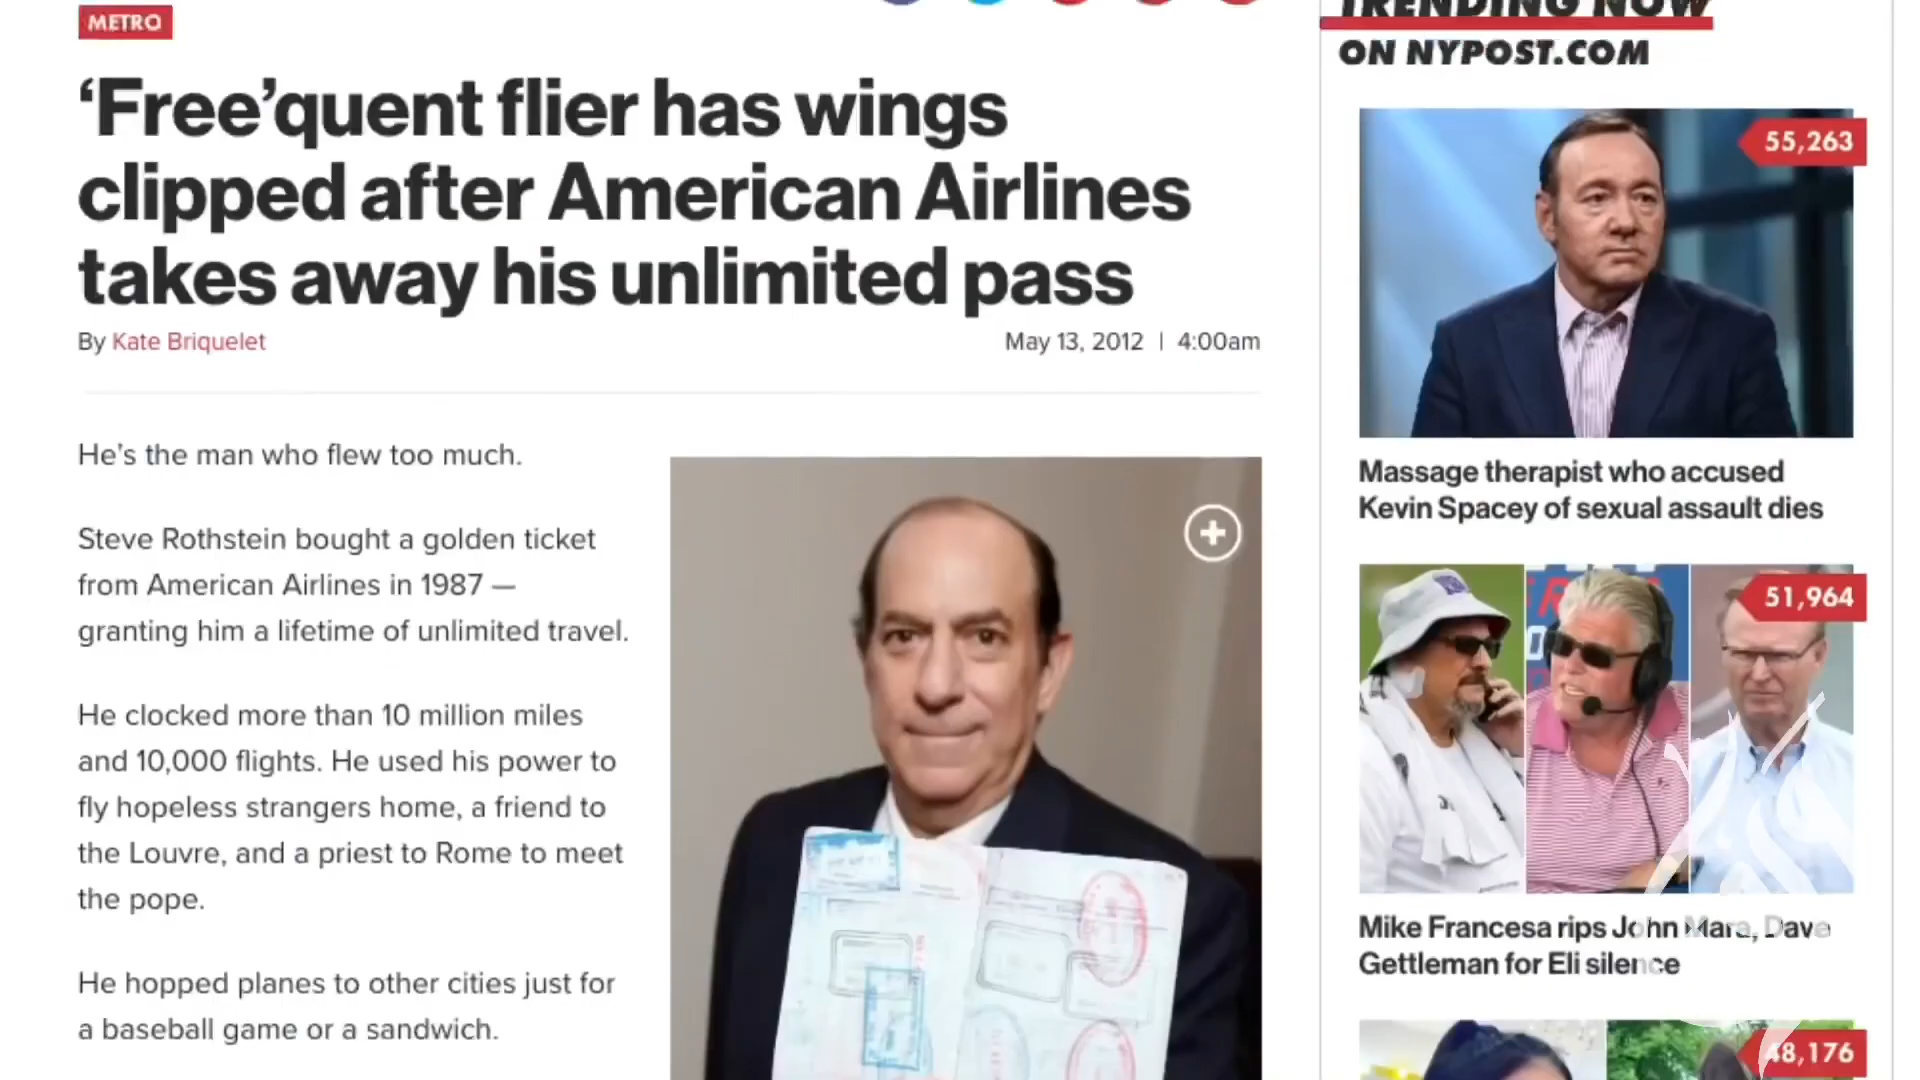 METRO
‘Free’quent flier has wings
clipped after American Airlines
takes away his unlimited pass
By Kate Briquelet
May 13, 2012 | 4:00am
He's the man who flew too much.
Steve Rothstein bought a golden ticket
from American Airlines in 1987 —
granting him a lifetime of unlimited travel.
He clocked more than 10 million miles
and 10,000 flights. He used his power to
fly hopeless strangers home, a friend to
the Louvre, and a priest to Rome to meet
the pope.
He hopped planes to other cities just for
a baseball game or a sandwich.
TRENDING NOW
ON NYPOST.COM
55,263
Massage therapist who accused
Kevin Spacey of sexual assault dies
51,964
Mike Francesa rips John Mara, Dave
Gettleman for Eli silence
48,176